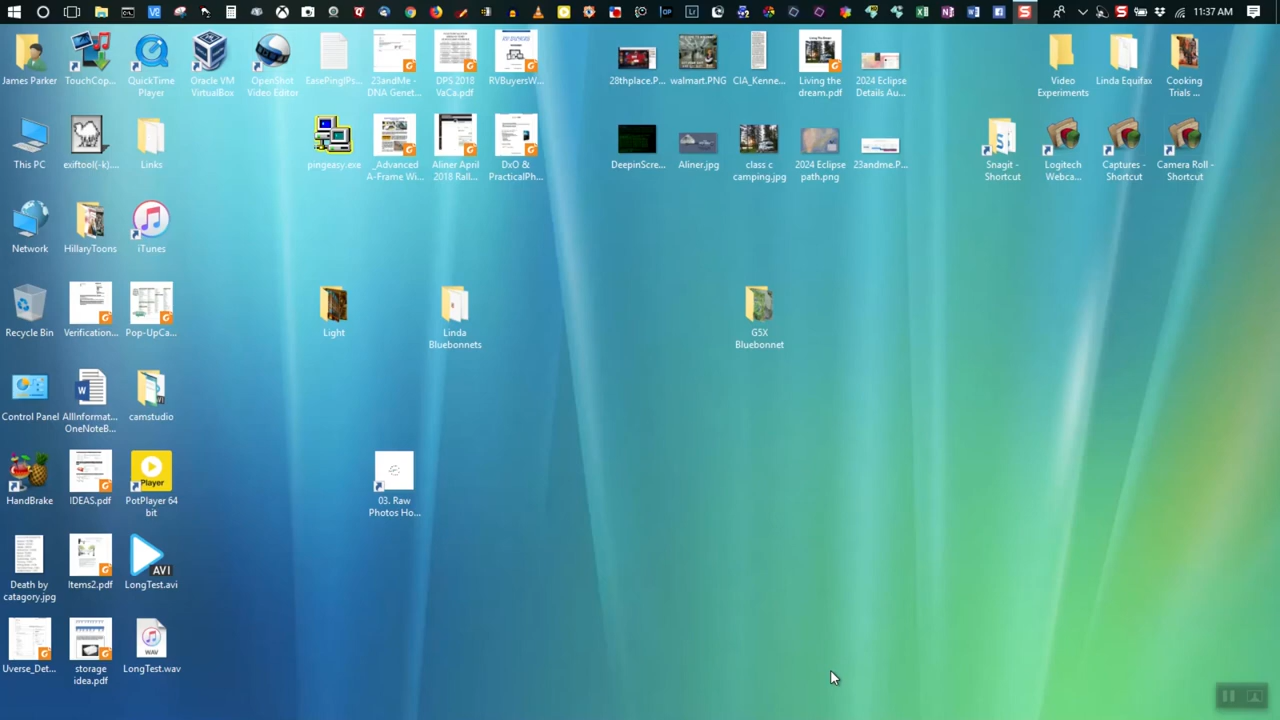 11:37 AM
James Parker
TouchCop...
QuickTime
Player
Oracle VM
VirtualBox
OpenShot
Video Editor
EasePingIPs...
23andMe -
DNA Genet...
DPS 2018
VaCa.pdf
RVBuyersW...
28thplace.P...
walmart.PNG
CIA_Kenne...
Living the
dream.pdf
2024 Eclipse
Details Au...
Video
Experiments
Linda Equifax
Cooking
Trials ...
This PC
exiftool(-k)....
Links
pingeasy.exe
_Advanced
A-Frame Wi...
Aliner April
2018 Rall...
DxO &
PracticalPh...
DeepinScre...
Aliner.jpg
class c
camping.jpg
2024 Eclipse
path.png
23andme.P...
Snagit -
Shortcut
Logitech
Webca...
Captures -
Shortcut
Camera Roll -
Shortcut
Network
HillaryToons
iTunes
Recycle Bin
Verification...
Pop-UpCa...
Light
Linda
Bluebonnets
G5X
Bluebonnet
Control Panel
AllInformat...
OneNoteB...
camstudio
HandBrake
IDEAS.pdf
Player
PotPlayer 64
bit
03. Raw
Photos Ho...
Death by
catagory.jpg
Items2.pdf
AVI
LongTest.avi
Uverse_Det...
storage
idea.pdf
WAV
LongTest.wav